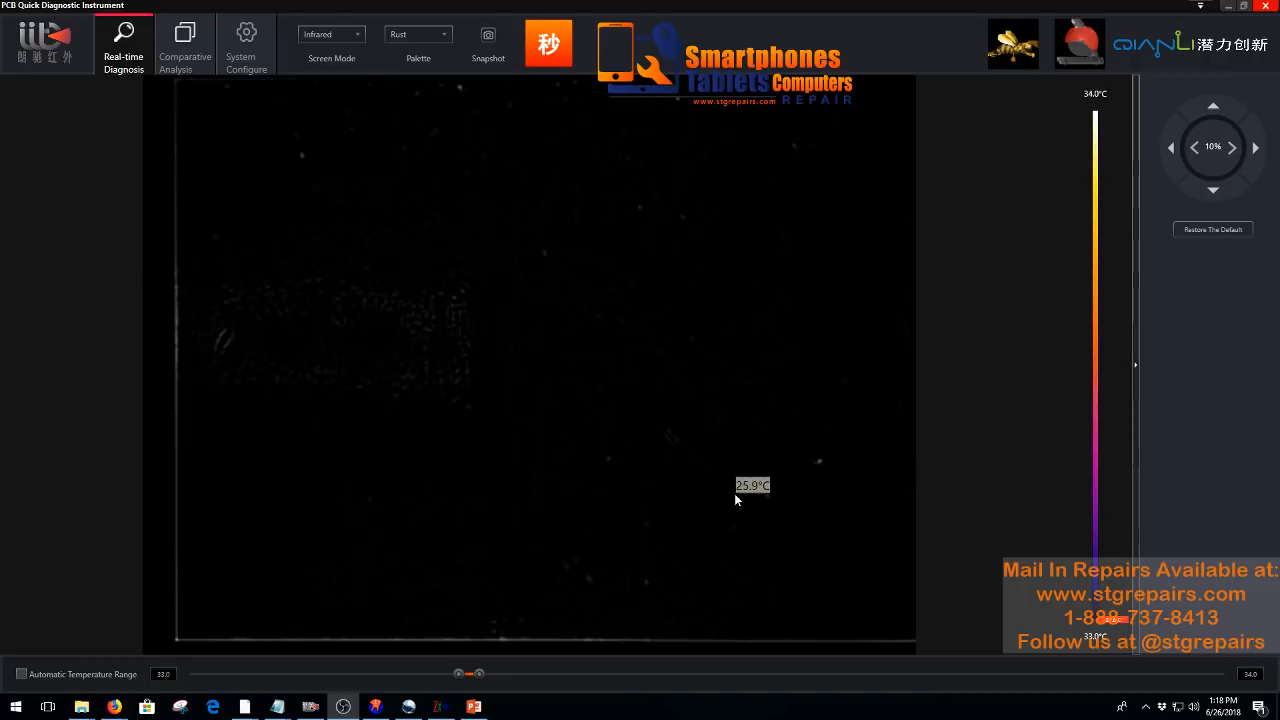 PCB Quick Diagnostic Instrument
朗驰红外
Real-time
Diagnosis
Comparative
Analysis
System
Configure
Infrared
Screen Mode
Rust
Palette
Snapshot
秒
Smartphones
Tablets Computers
www.stgrepairs.com REPAIR
QIANLI潜力创新
34.0°C
10%
Restore The Default
25.9°C
Mail In Repairs Available at:
www.stgrepairs.com
1-888-737-8413
33.0°C
Follow us at @stgrepairs
Automatic Temperature Range
33.0
34.0
1:18 PM
6/26/2018